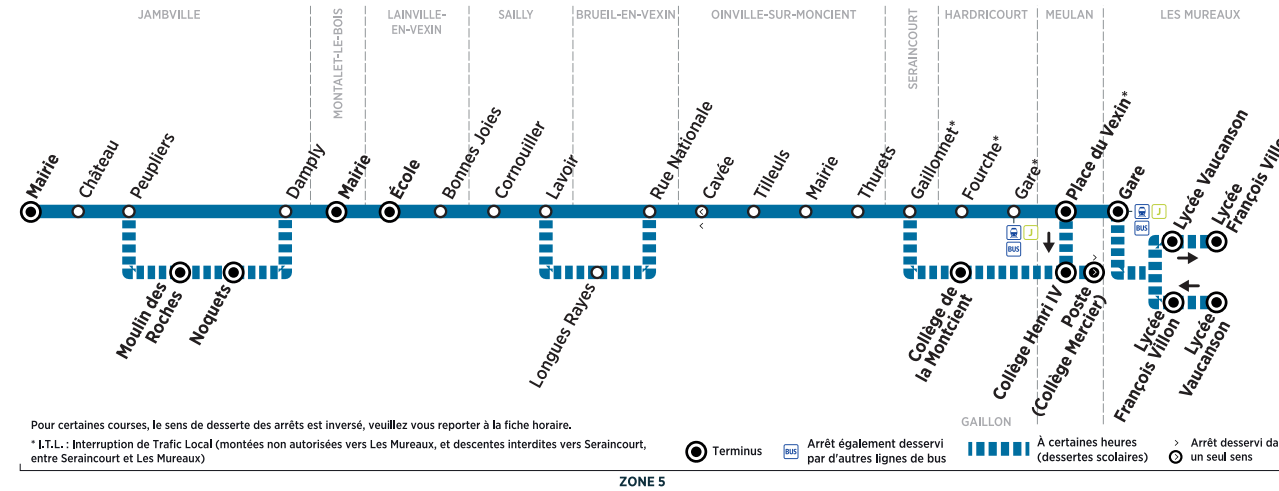 JAMBVILLE
MONTALET-LE-BOIS
LAINVILLE-
EN-VEXIN
SAILLY
BRUEIL-EN-VEXIN
OINVILLE-SUR-MONCIENT
SERAINCOURT
HARDRICOURT
MEULAN
LES MUREAUX
Mairie
Château
Peupliers
Damply
Mairie
École
Bonnes Joies
Cornouiller
Lavoir
Rue Nationale
Cavée
Tilleuls
Mairie
Thurets
Gaillonnet*
Fourche*
Gare*
Place du Vexin*
Gare
Lycée Vaucanson
Lycée
François Villo
J
BUS
J
BUS
Moulin des
Roches
Noquets
Longues Rayes
Collège de
la Montcient
Collège Henri IV
Poste
(Collège Mercier)
Lycée
François Villon
Lycée
Vaucanson
GAILLON
Pour certaines courses, le sens de desserte des arrêts est inversé, veuillez vous reporter à la fiche horaire.
* I.T.L. : Interruption de Trafic Local (montées non autorisées vers Les Mureaux, et descentes interdites vers Seraincourt,
entre Seraincourt et Les Mureaux)
Terminus
BUS
Arrêt également desservi
par d'autres lignes de bus
À certaines heures
(dessertes scolaires)
Arrêt desservi da
un seul sens
ZONE 5